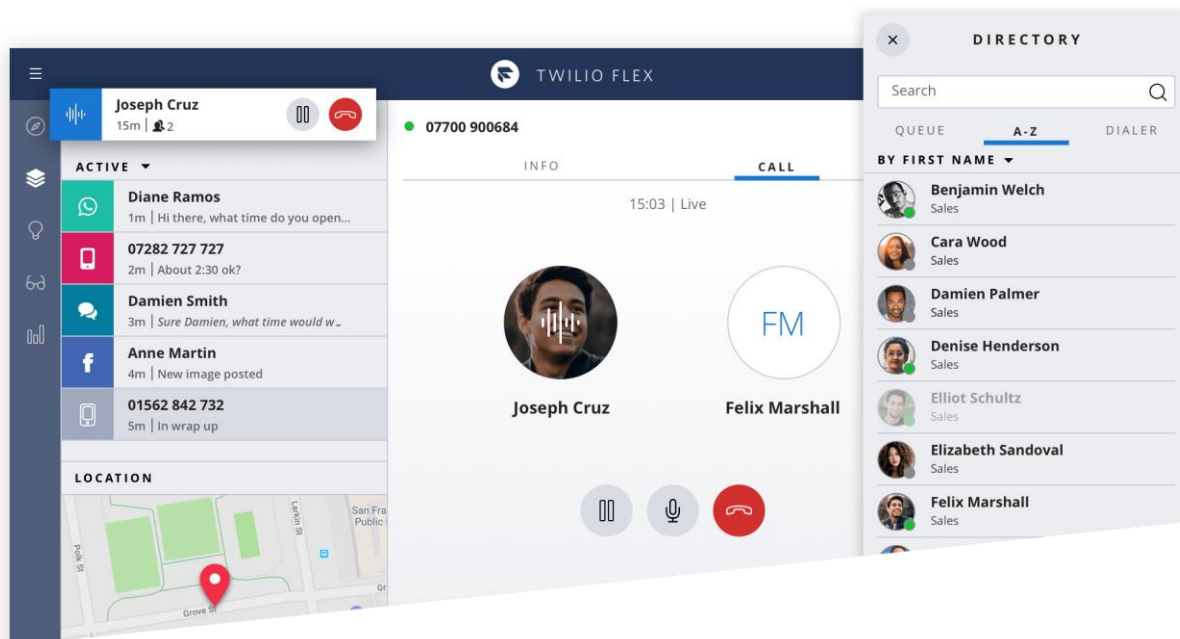 TWILIO FLEX
Joseph Cruz
15m | 2
ACTIVE
Diane Ramos
1m | Hi there, what time do you open...
07282 727 727
2m | About 2:30 ok?
Damien Smith
3m | Sure Damien, what time would w..
Anne Martin
4m | New image posted
01562 842 732
5m | In wrap up
LOCATION
Polk St
Larkin St
San Fra
Public
Grove St
Gr
07700 900684
INFO
CALL
15:03 | Live
FM
Joseph Cruz
Felix Marshall
DIRECTORY
Search
QUEUE
A-Z
DIALER
BY FIRST NAME
Benjamin Welch
Sales
Cara Wood
Sales
Damien Palmer
Sales
Denise Henderson
Sales
Elliot Schultz
Sales
Elizabeth Sandoval
Sales
Felix Marshall
Sales